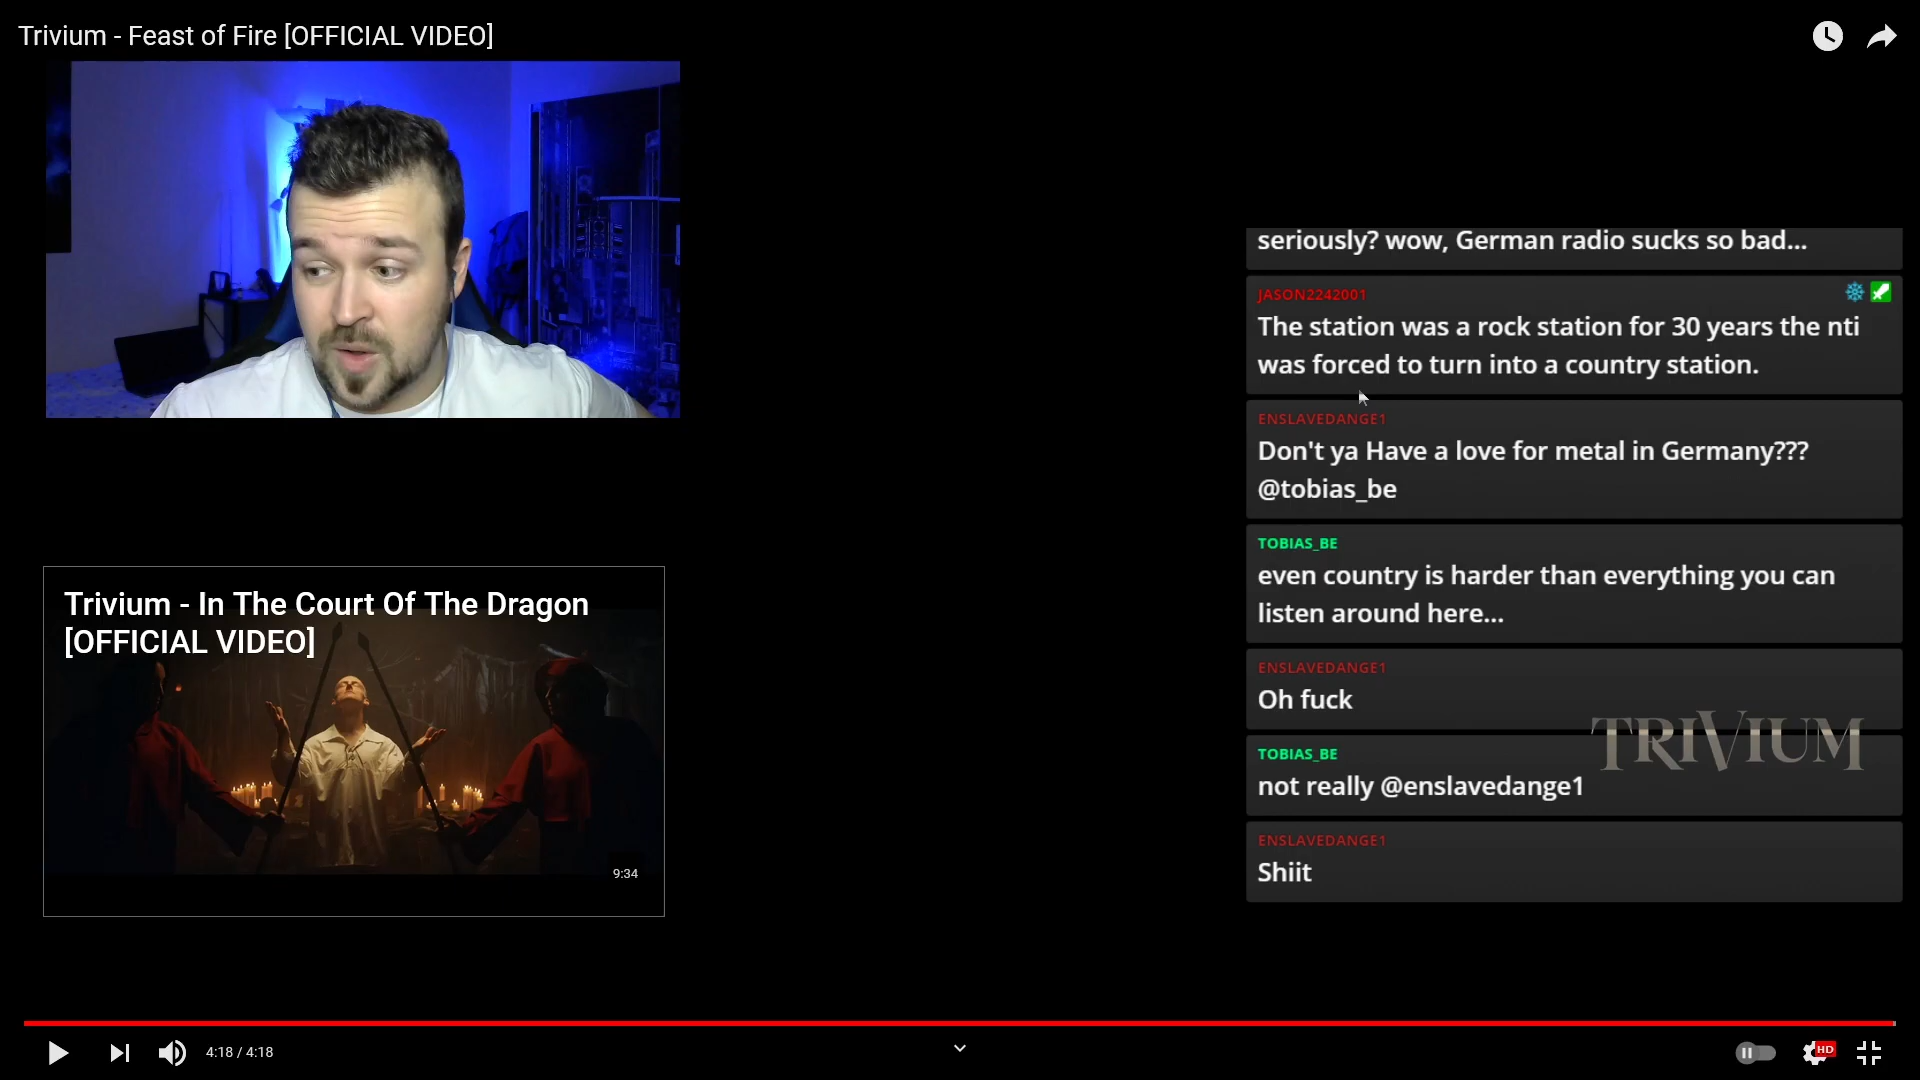 Trivium - Feast of Fire [OFFICIAL VIDEO]
seriously? wow, German radio sucks so bad...
JASON2242001
The station was a rock station for 30 years the nti
was forced to turn into a country station.
ENSLAVEDANGE1
Don't ya Have a love for metal in Germany???
@tobias_be
TOBIAS_BE
even country is harder than everything you can
listen around here...
ENSLAVEDANGE1
Oh fuck
TRIVIUM
TOBIAS_BE
not really @enslavedange1
ENSLAVEDANGE1
Shiit
Trivium - In The Court Of The Dragon
[OFFICIAL VIDEO]
9:34
4:18 / 4:18
HD